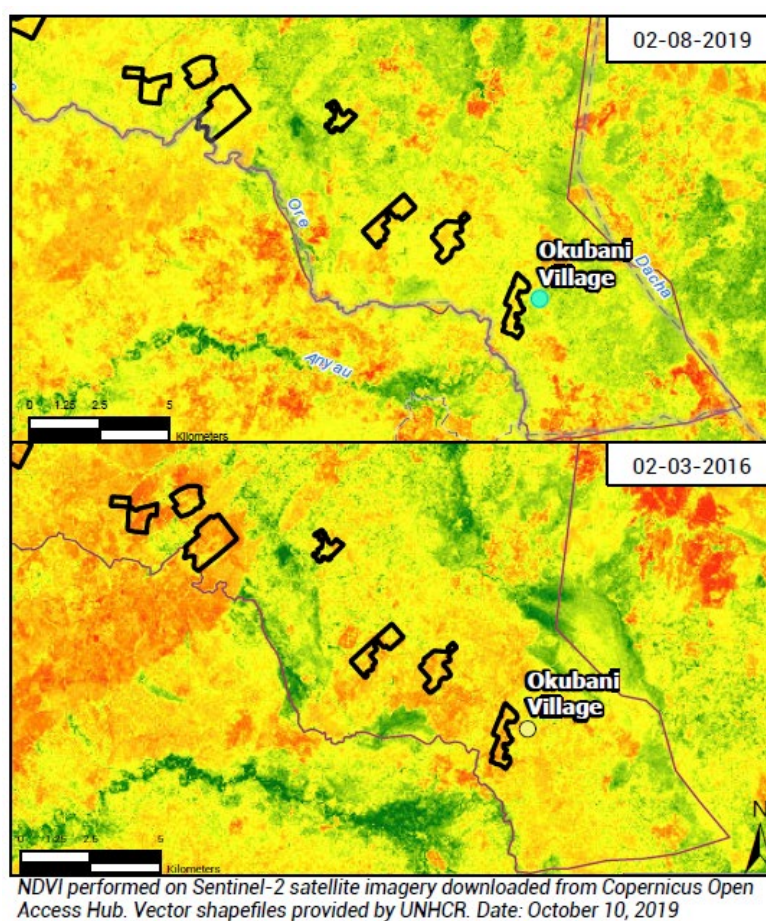 02-08-2019
Ore
Okubani
Village
Dacha
Anyau
0 1.25 2.5 5
Kilometers
02-03-2016
Okubani
Village
0 1.25 2.5 5
Kilometers
N
NDVI performed on Sentinel-2 satellite imagery downloaded from Copernicus Open
Access Hub. Vector shapefiles provided by UNHCR. Date: October 10, 2019